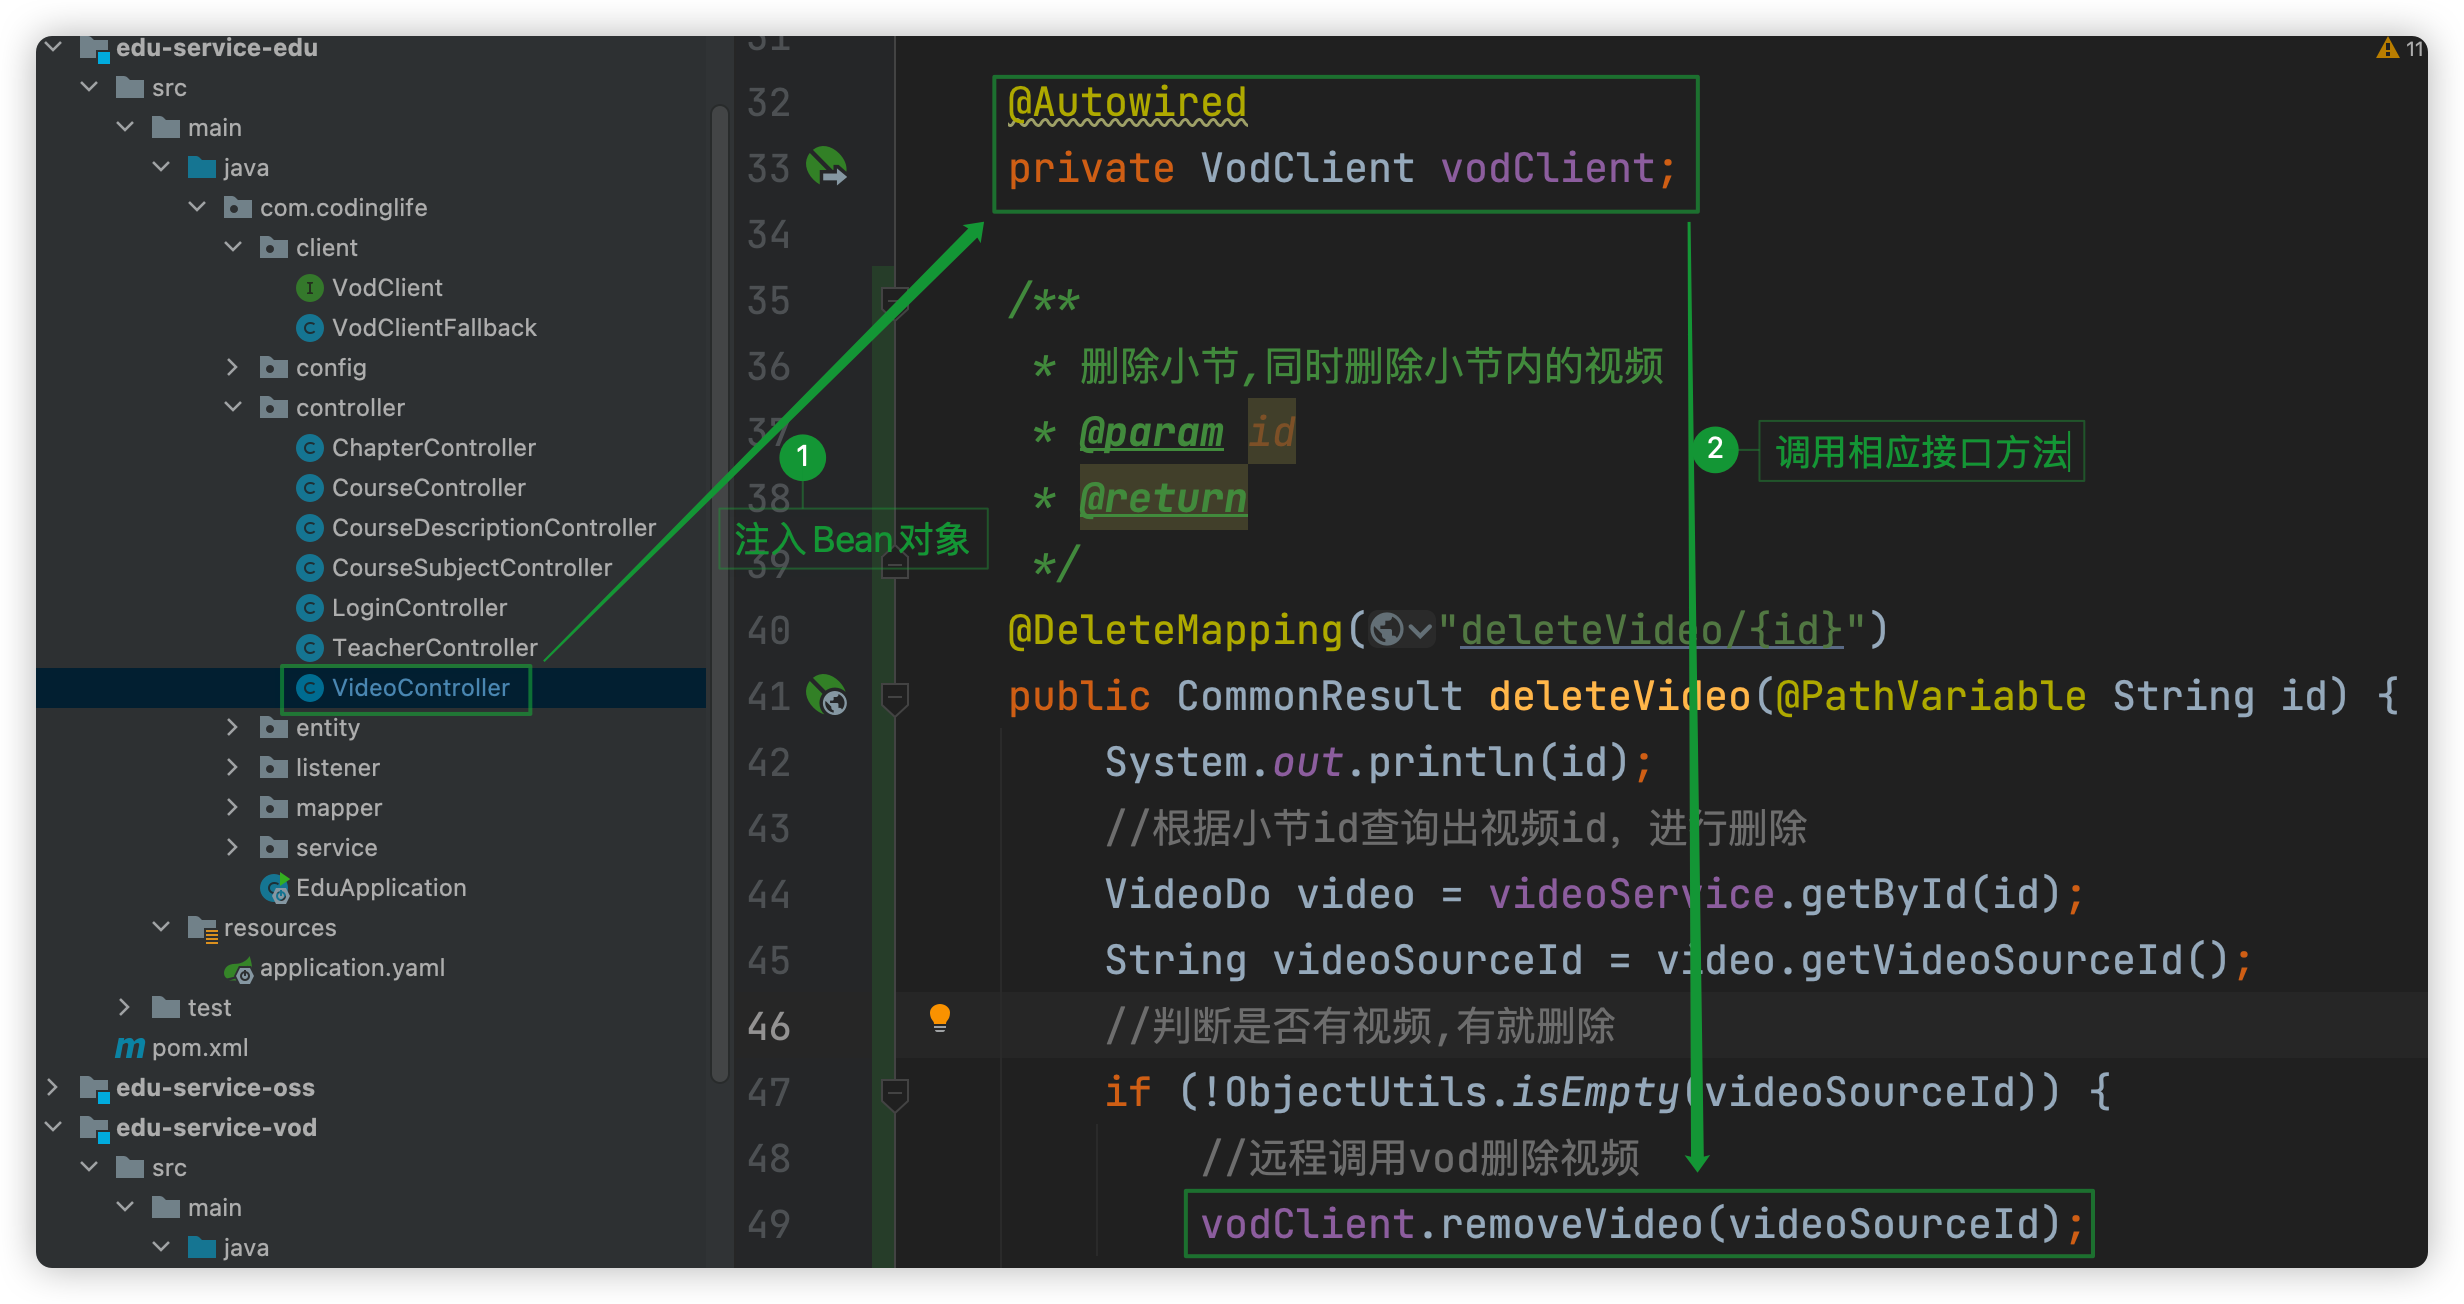 edu-service-edu
src
main
java
com.codinglife
client
VodClient
VodClientFallback
config
controller
ChapterController
CourseController
CourseDescriptionController
CourseSubjectController
LoginController
TeacherController
VideoController
entity
listener
mapper
service
EduApplication
resources
application.yaml
test
pom.xml
edu-service-oss
edu-service-vod
src
main
java
11
31
32 @Autowired
33 private VodClient vodClient;
34
35 /**
36 * 删除小节,同时删除小节内的视频
37 * @param id
38 * @return
39 */
40 @DeleteMapping("deleteVideo/{id}")
41 public CommonResult deleteVideo(@PathVariable String id) {
42 System.out.println(id);
43 //根据小节id查询出视频id，进行删除
44 VideoDo video = videoService.getById(id);
45 String videoSourceId = video.getVideoSourceId();
46 //判断是否有视频,有就删除
47 if (!ObjectUtils.isEmpty(videoSourceId)) {
48 //远程调用vod删除视频
49 vodClient.removeVideo(videoSourceId);
1
注入Bean对象
2
调用相应接口方法